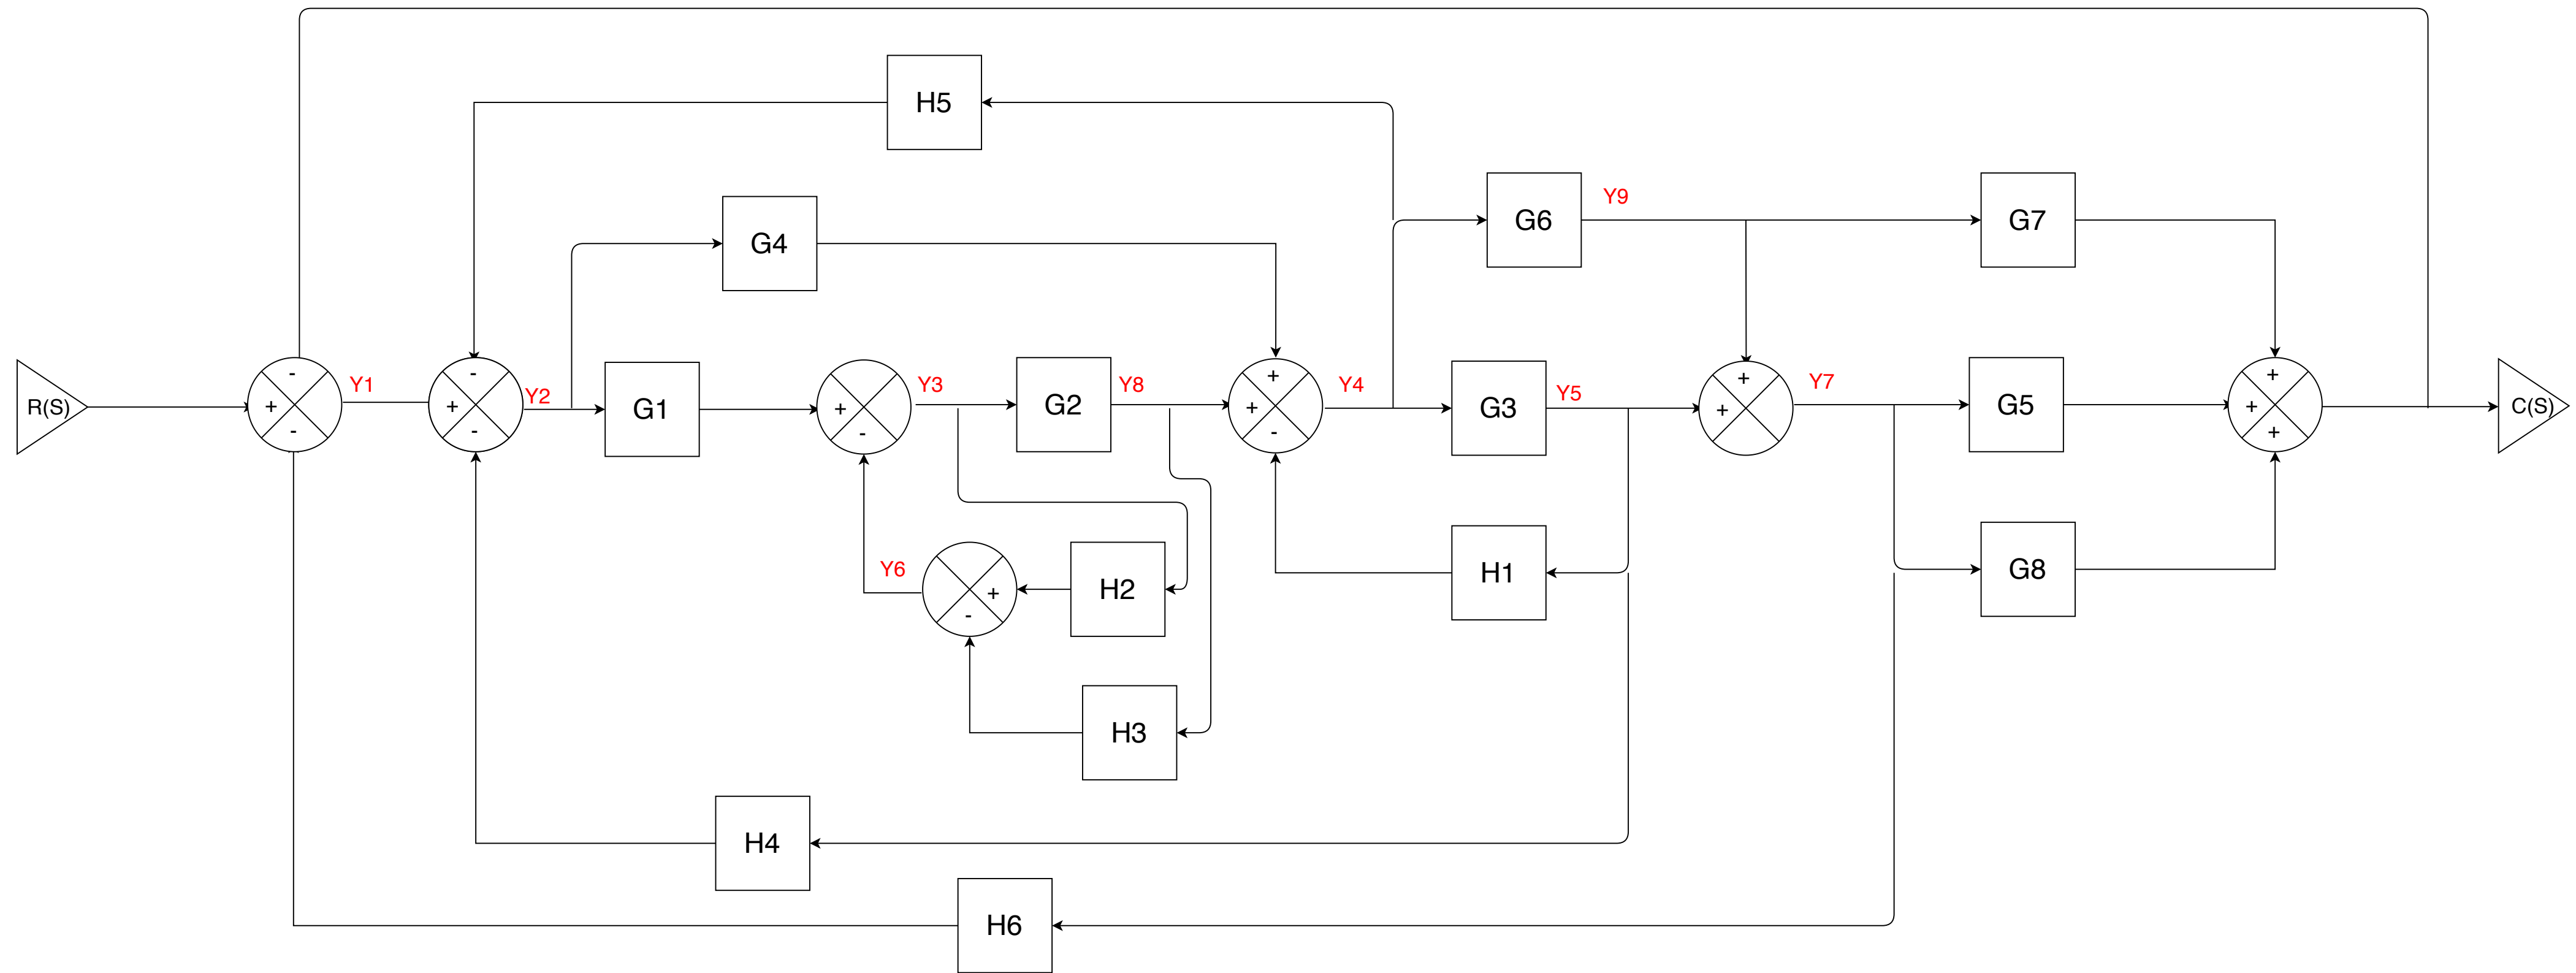 H5
G4
G6
Y9
G7
R(S)
-
+
-
Y1
-
+
-
Y2
G1
+
-
Y3
G2
Y8
+
+
-
Y4
G3
Y5
+
+
Y7
G5
+
+
+
C(S)
Y6
+
-
H2
H1
G8
H3
H4
H6